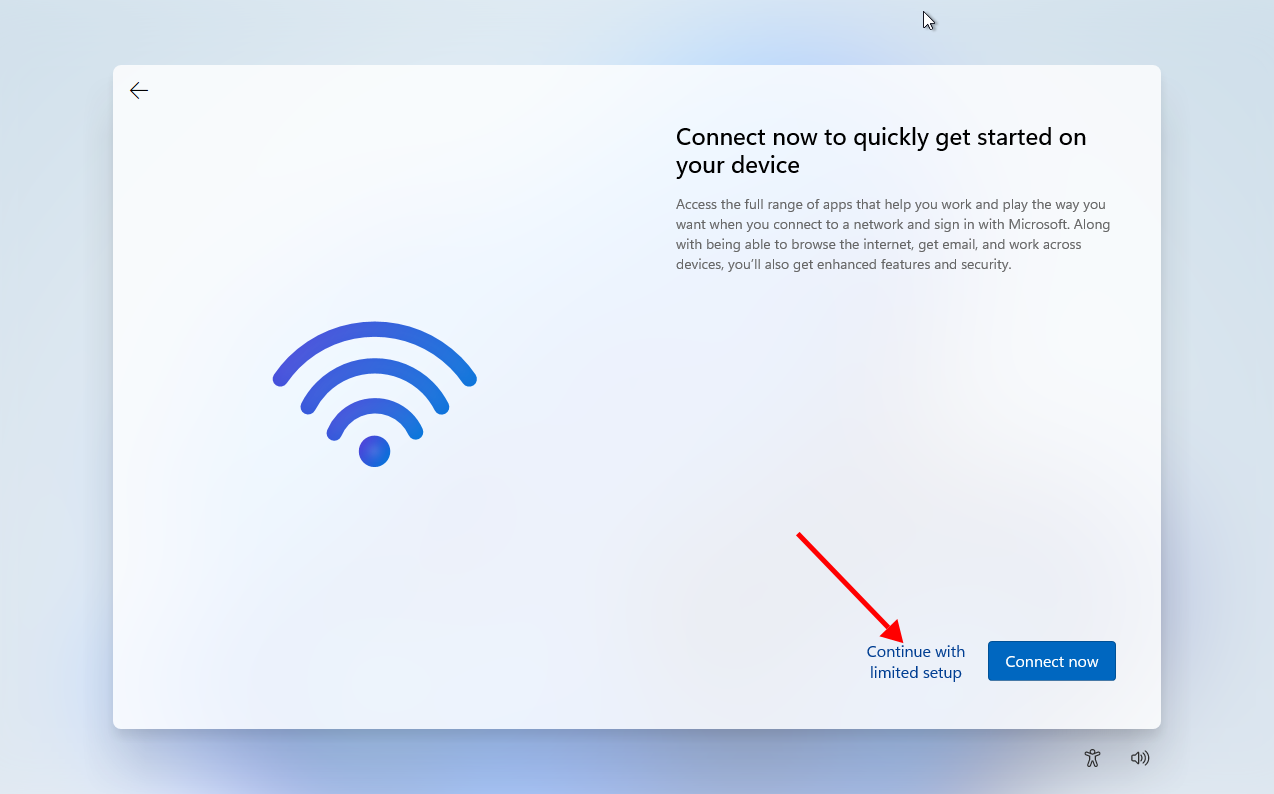 Connect now to quickly get started on
your device
Access the full range of apps that help you work and play the way you
want when you connect to a network and sign in with Microsoft. Along
with being able to browse the internet, get email, and work across
devices, you’ll also get enhanced features and security.
Continue with
limited setup
Connect now